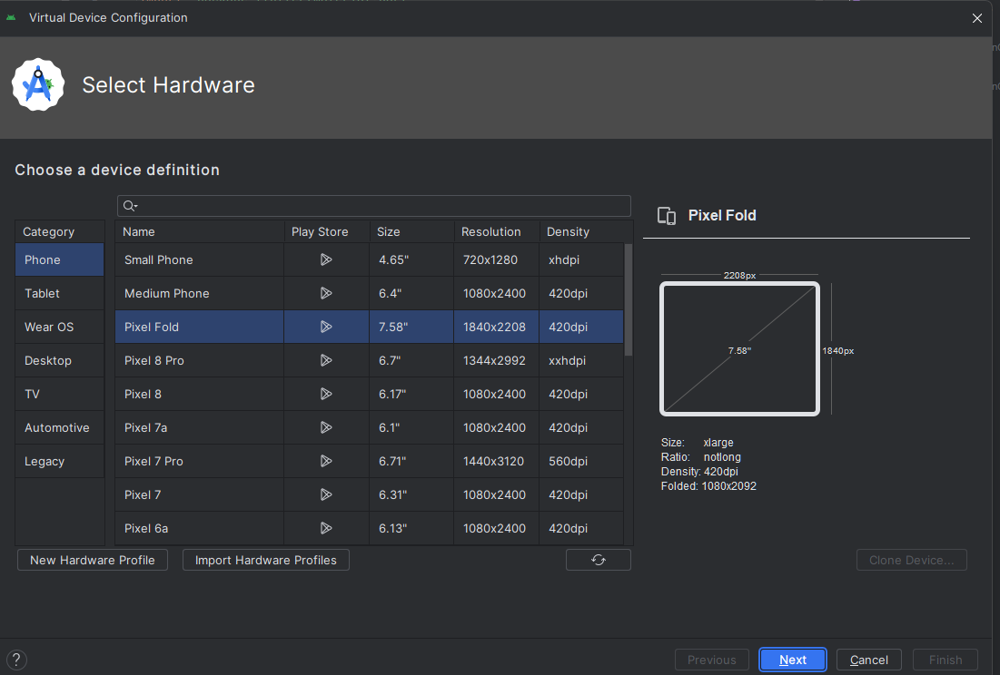 Virtual Device Configuration
Select Hardware
Choose a device definition
Category
Phone
Tablet
Wear OS
Desktop
TV
Automotive
Legacy
Name Play Store Size Resolution Density
Small Phone 4.65" 720x1280 xhdpi
Medium Phone 6.4" 1080x2400 420dpi
Pixel Fold 7.58" 1840x2208 420dpi
Pixel 8 Pro 6.7" 1344x2992 xxhdpi
Pixel 8 6.17" 1080x2400 420dpi
Pixel 7a 6.1" 1080x2400 420dpi
Pixel 7 Pro 6.71" 1440x3120 560dpi
Pixel 7 6.31" 1080x2400 420dpi
Pixel 6a 6.13" 1080x2400 420dpi
New Hardware Profile Import Hardware Profiles
Pixel Fold
2208px
7.58"
1840px
Size: xlarge
Ratio: notlong
Density: 420dpi
Folded: 1080x2092
Clone Device...
? Previous Next Cancel Finish